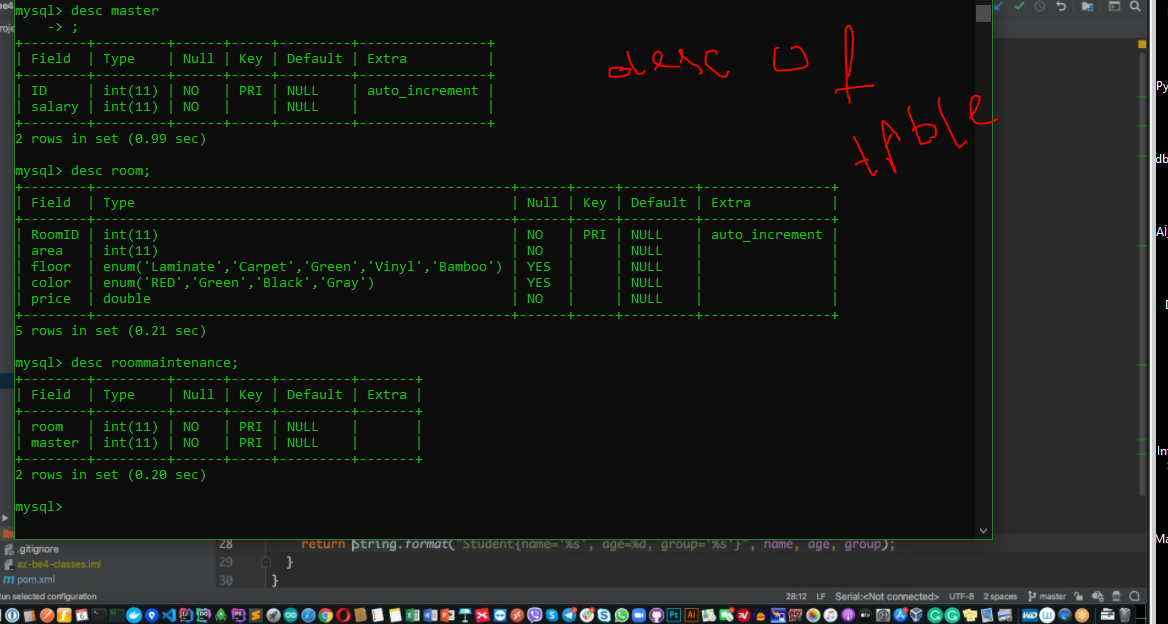 mysql> desc master
    -> ;
+--------+---------+------+-----+---------+----------------+
| Field  | Type    | Null | Key | Default | Extra          |
+--------+---------+------+-----+---------+----------------+
| ID     | int(11) | NO   | PRI | NULL    | auto_increment |
| salary | int(11) | NO   |     | NULL    |                |
+--------+---------+------+-----+---------+----------------+
2 rows in set (0.99 sec)
desc of
table
mysql> desc room;
+--------+---------------------------------------------------+------+-----+---------+----------------+
| Field  | Type                                              | Null | Key | Default | Extra          |
+--------+---------------------------------------------------+------+-----+---------+----------------+
| RoomID | int(11)                                           | NO   | PRI | NULL    | auto_increment |
| area   | int(11)                                           | NO   |     | NULL    |                |
| floor  | enum('Laminate','Carpet','Green','Vinyl','Bamboo') | YES  |     | NULL    |                |
| color  | enum('RED','Green','Black','Gray')                | YES  |     | NULL    |                |
| price  | double                                            | NO   |     | NULL    |                |
+--------+---------------------------------------------------+------+-----+---------+----------------+
5 rows in set (0.21 sec)
mysql> desc roommaintenance;
+--------+---------+------+-----+---------+-------+
| Field  | Type    | Null | Key | Default | Extra |
+--------+---------+------+-----+---------+-------+
| room   | int(11) | NO   | PRI | NULL    |       |
| master | int(11) | NO   | PRI | NULL    |       |
+--------+---------+------+-----+---------+-------+
2 rows in set (0.20 sec)
mysql>
28 return String.format("Student{name='%s', age=%d, group='%s'}", name, age, group);
.gitignore
29 }
az-be4-classes.iml
30 }
pom.xml
run selected configuration
28:12 LF Serial:<Not connected> UTF-8 2 spaces master